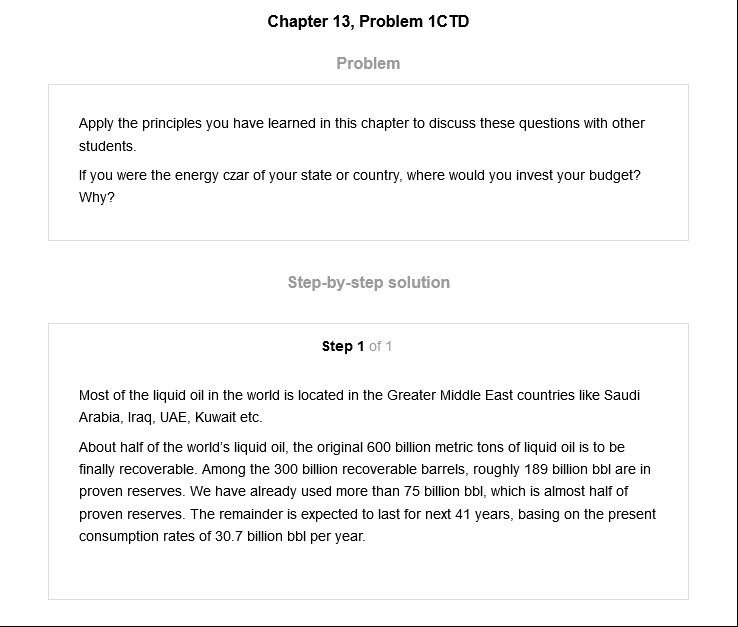 Chapter 13, Problem 1CTD
Problem
Apply the principles you have learned in this chapter to discuss these questions with other
students.
If you were the energy czar of your state or country, where would you invest your budget?
Why?
Step-by-step solution
Step 1 of 1
Most of the liquid oil in the world is located in the Greater Middle East countries like Saudi
Arabia, Iraq, UAE, Kuwait etc.
About half of the world's liquid oil, the original 600 billion metric tons of liquid oil is to be
finally recoverable. Among the 300 billion recoverable barrels, roughly 189 billion bbl are in
proven reserves. We have already used more than 75 billion bbl, which is almost half of
proven reserves. The remainder is expected to last for next 41 years, basing on the present
consumption rates of 30.7 billion bbl per year.